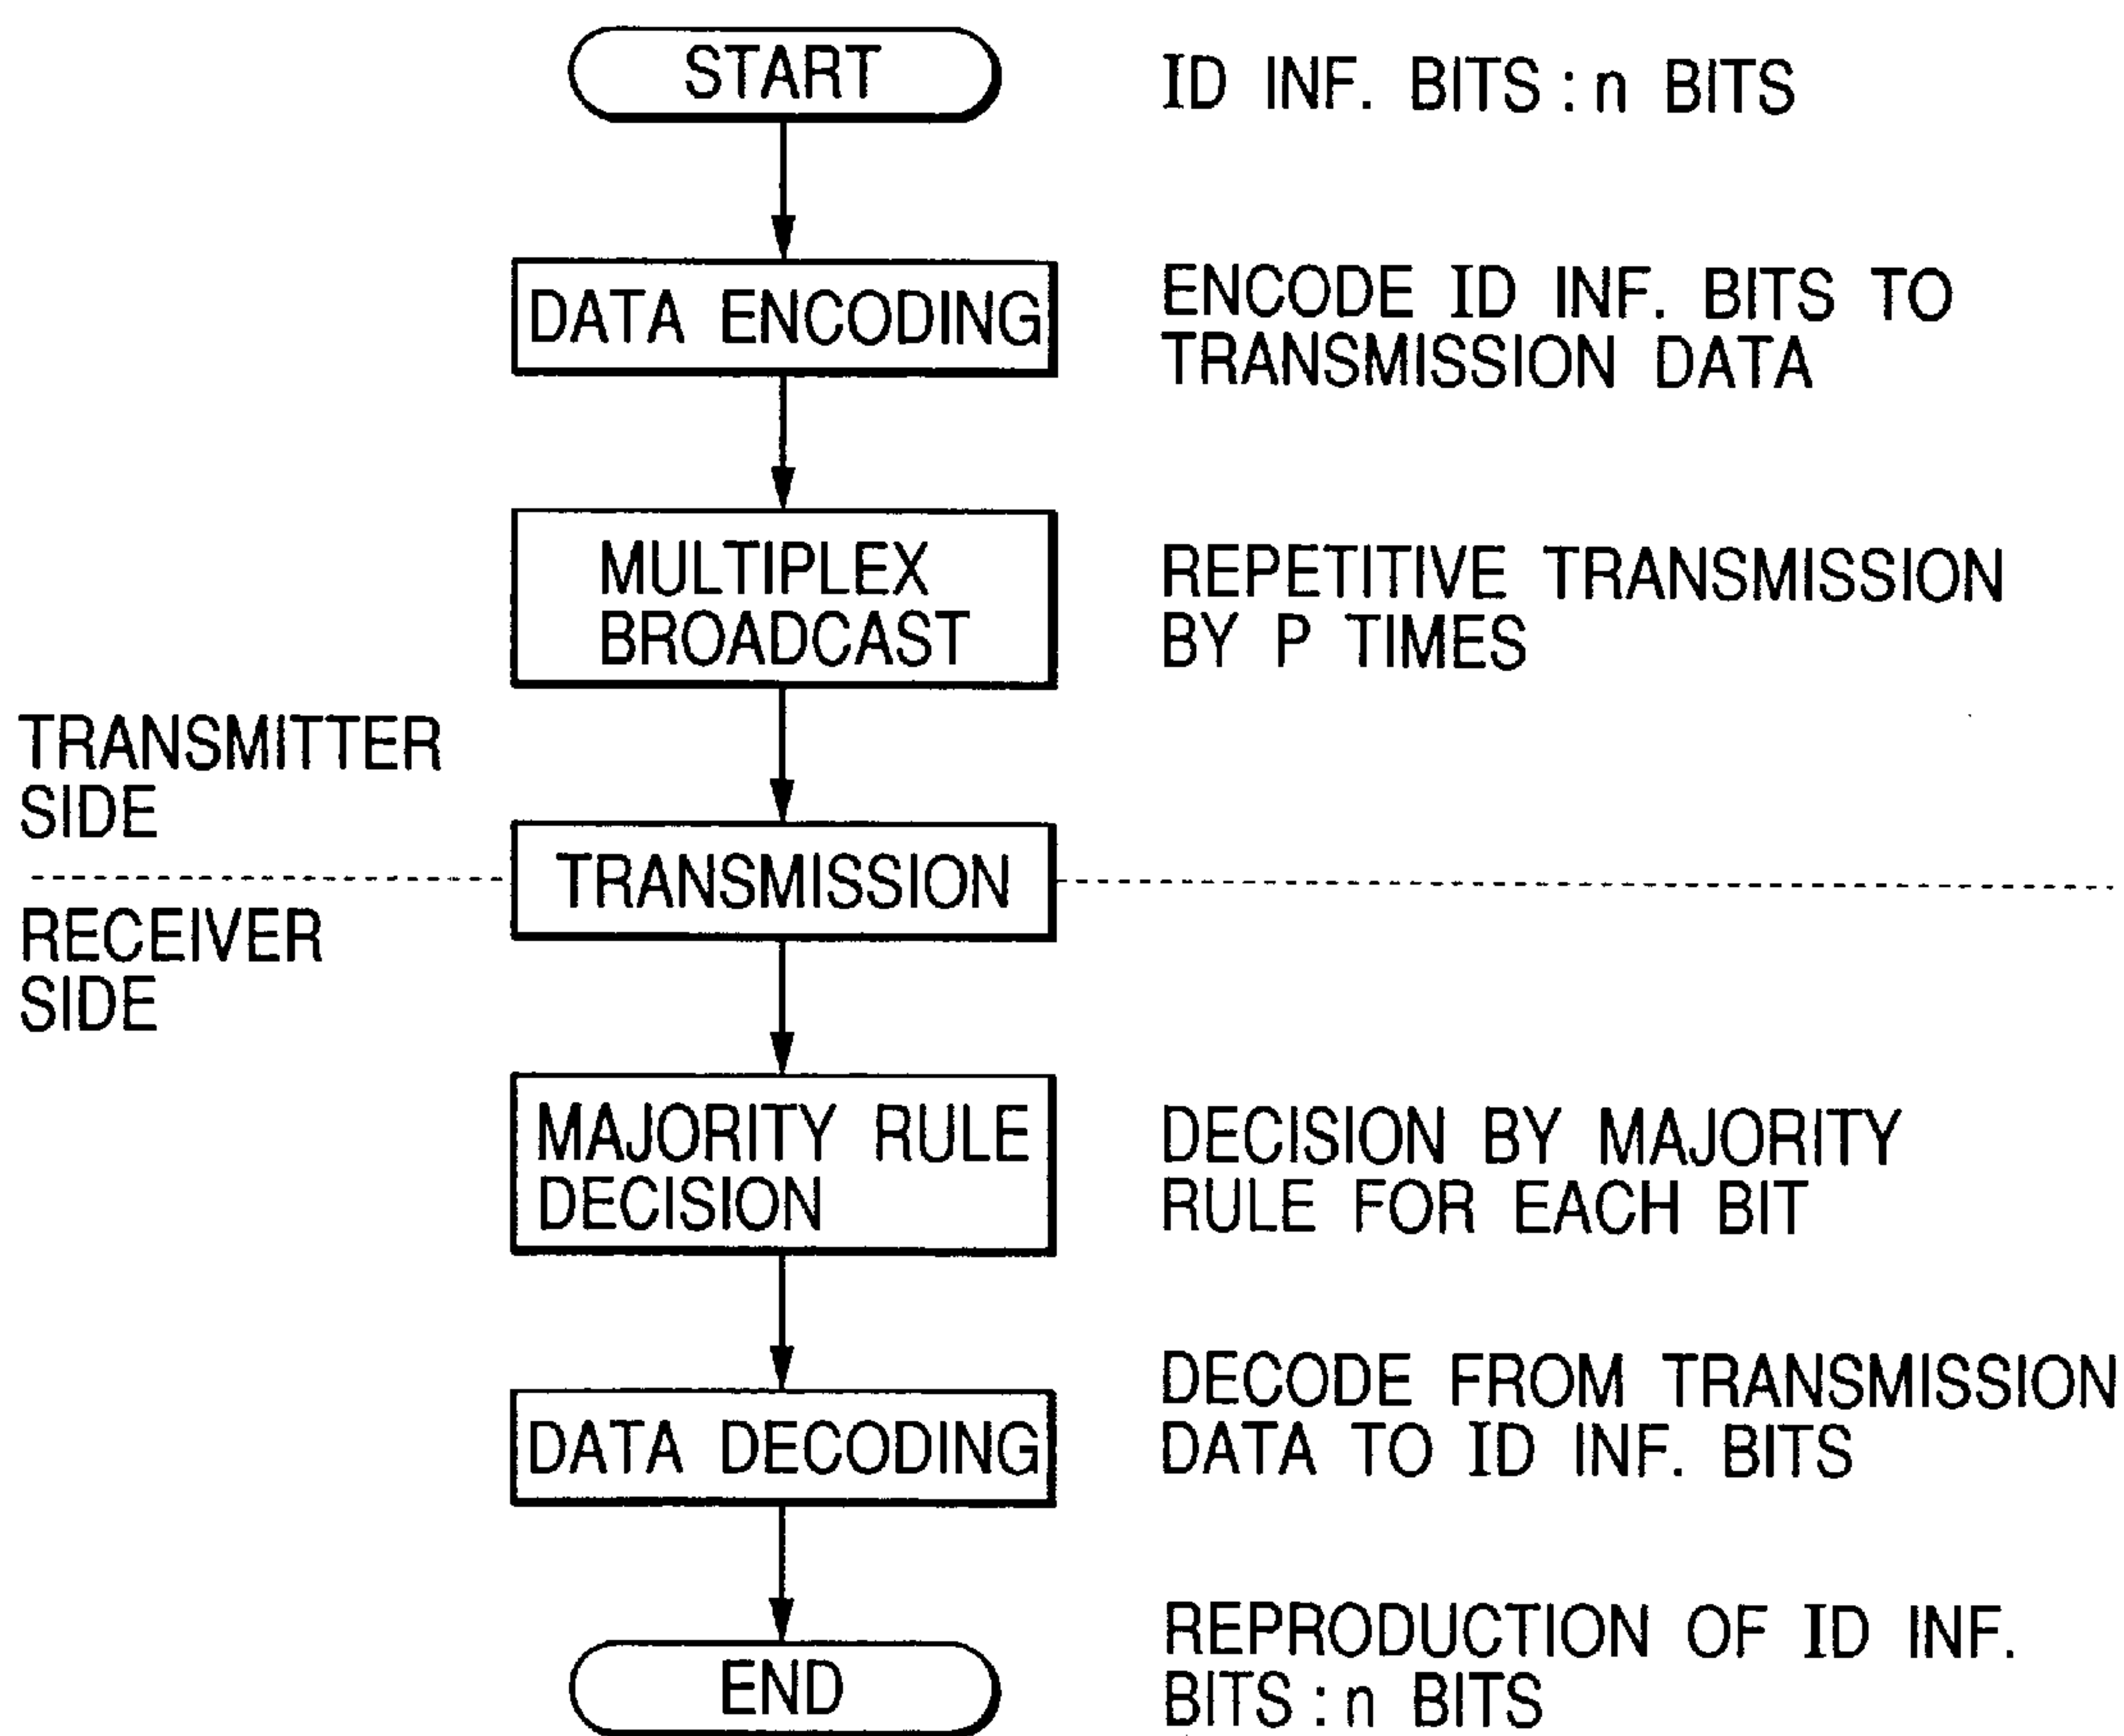 START
ID INF. BITS : n BITS
DATA ENCODING
ENCODE ID INF. BITS TO
TRANSMISSION DATA
MULTIPLEX
BROADCAST
REPETITIVE TRANSMISSION
BY P TIMES
TRANSMITTER
SIDE
TRANSMISSION
RECEIVER
SIDE
MAJORITY RULE
DECISION
DECISION BY MAJORITY
RULE FOR EACH BIT
DATA DECODING
DECODE FROM TRANSMISSION
DATA TO ID INF. BITS
END
REPRODUCTION OF ID INF.
BITS : n BITS